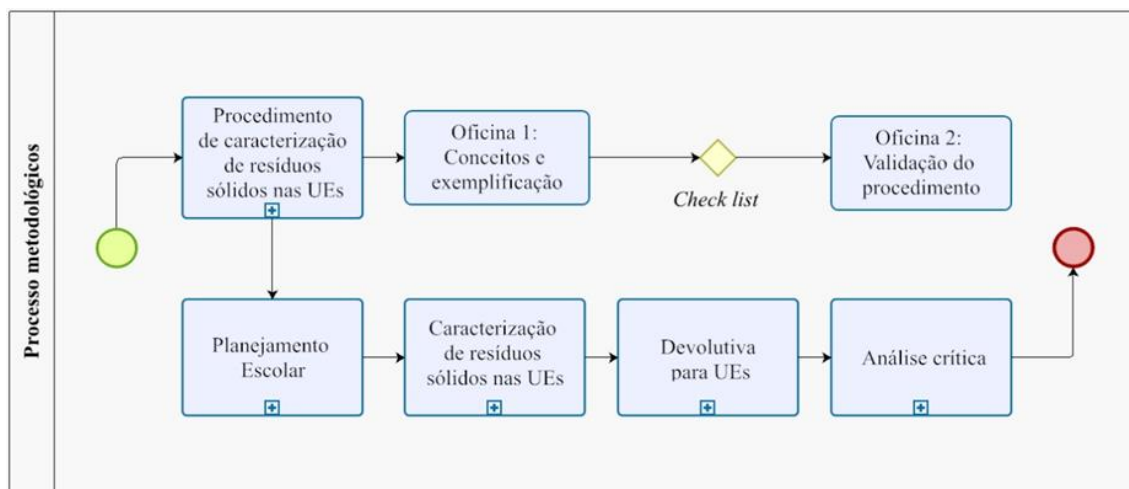 Processo metodológicos
Procedimento
de caracterização
de resíduos
sólidos nas UEs
Oficina 1:
Conceitos e
exemplificação
Check list
Oficina 2:
Validação do
procedimento
Planejamento
Escolar
Caracterização
de resíduos
sólidos nas UEs
Devolutiva
para UEs
Análise crítica